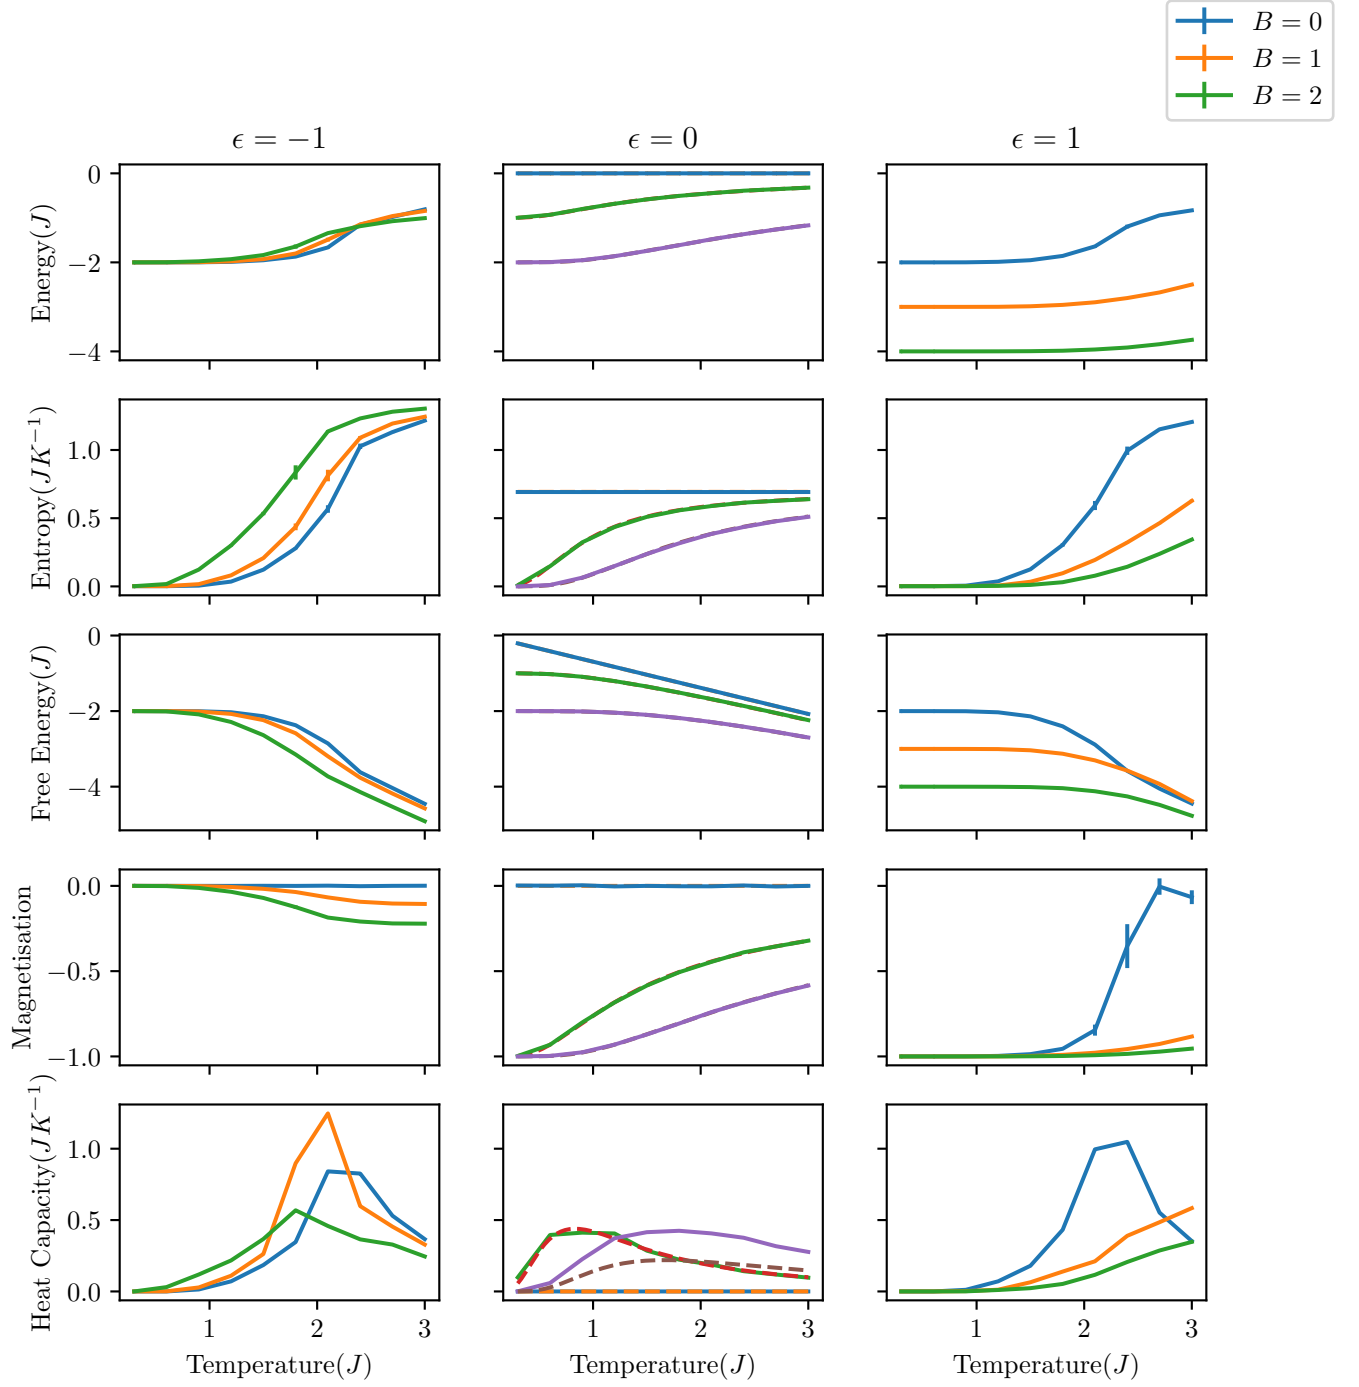 B = 0
B = 1
B = 2
ϵ = −1
ϵ = 0
ϵ = 1
Energy(J)
0
−2
−4
1
2
3
1
2
3
1
2
3
Entropy(JK⁻¹)
1.0
0.5
0.0
Free Energy(J)
0
−2
−4
Magnetisation
0.0
−0.5
−1.0
Heat Capacity(JK⁻¹)
1.0
0.5
0.0
Temperature(J)
Temperature(J)
Temperature(J)